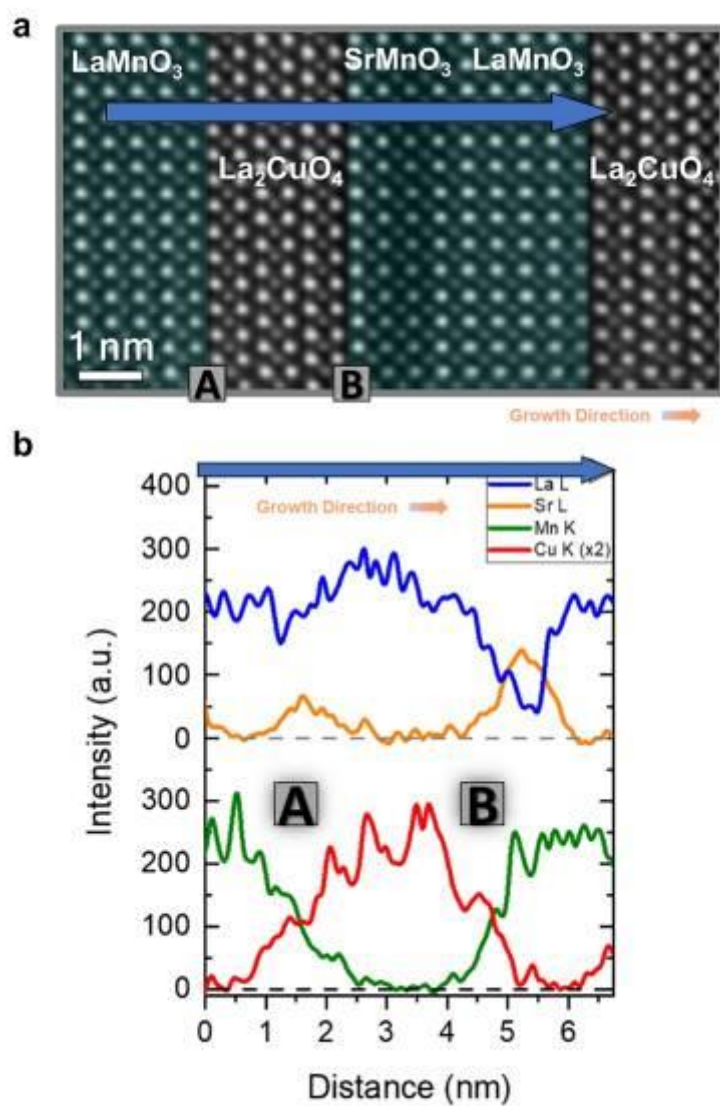 a
LaMnO₃ SrMnO₃ LaMnO₃
La₂CuO₄ La₂CuO₄
1 nm
A B
Growth Direction
b
400
300
200
100
0
300
200
100
0
Growth Direction
La L
Sr L
Mn K
Cu K (x2)
A B
Intensity (a.u.)
0 1 2 3 4 5 6
Distance (nm)